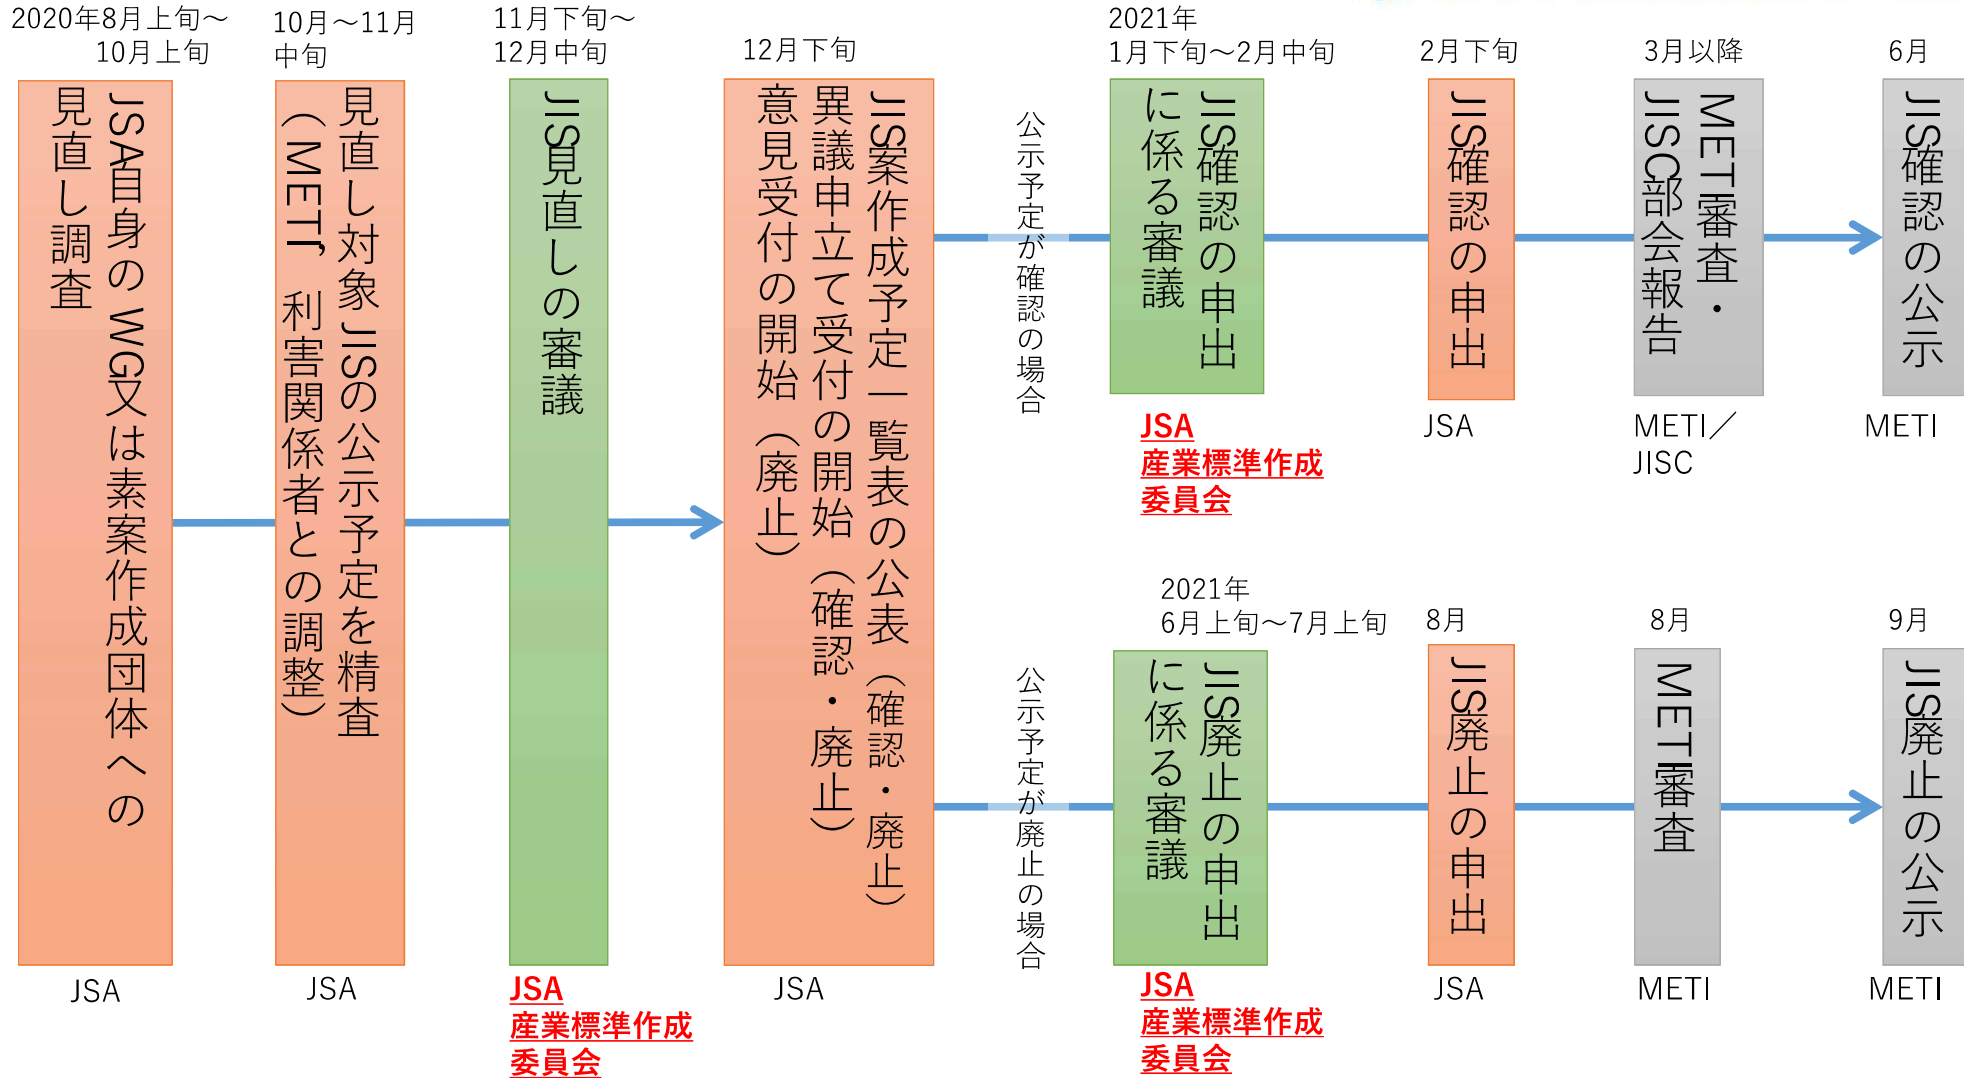 2020年8月上旬～
10月上旬
JSA自身のWG又は素案作成団体への
見直し調査
JSA
10月～11月
中旬
見直し対象JISの公示予定を精査
（METI，利害関係者との調整）
JSA
11月下旬～
12月中旬
JIS見直しの審議
JSA
産業標準作成
委員会
12月下旬
JIS案作成予定一覧表の公表（確認・廃止）
異議申立て受付の開始（確認・廃止）
意見受付の開始（廃止）
JSA
公示予定が確認の場合
2021年
1月下旬～2月中旬
JIS確認の申出
に係る審議
JSA
産業標準作成
委員会
2月下旬
JIS確認の申出
JSA
3月以降
METI審査・
JISC部会報告
METI／
JISC
6月
JIS確認の公示
METI
公示予定が廃止の場合
2021年
6月上旬～7月上旬
JIS廃止の申出
に係る審議
JSA
産業標準作成
委員会
8月
JIS廃止の申出
JSA
8月
METI審査
METI
9月
JIS廃止の公示
METI